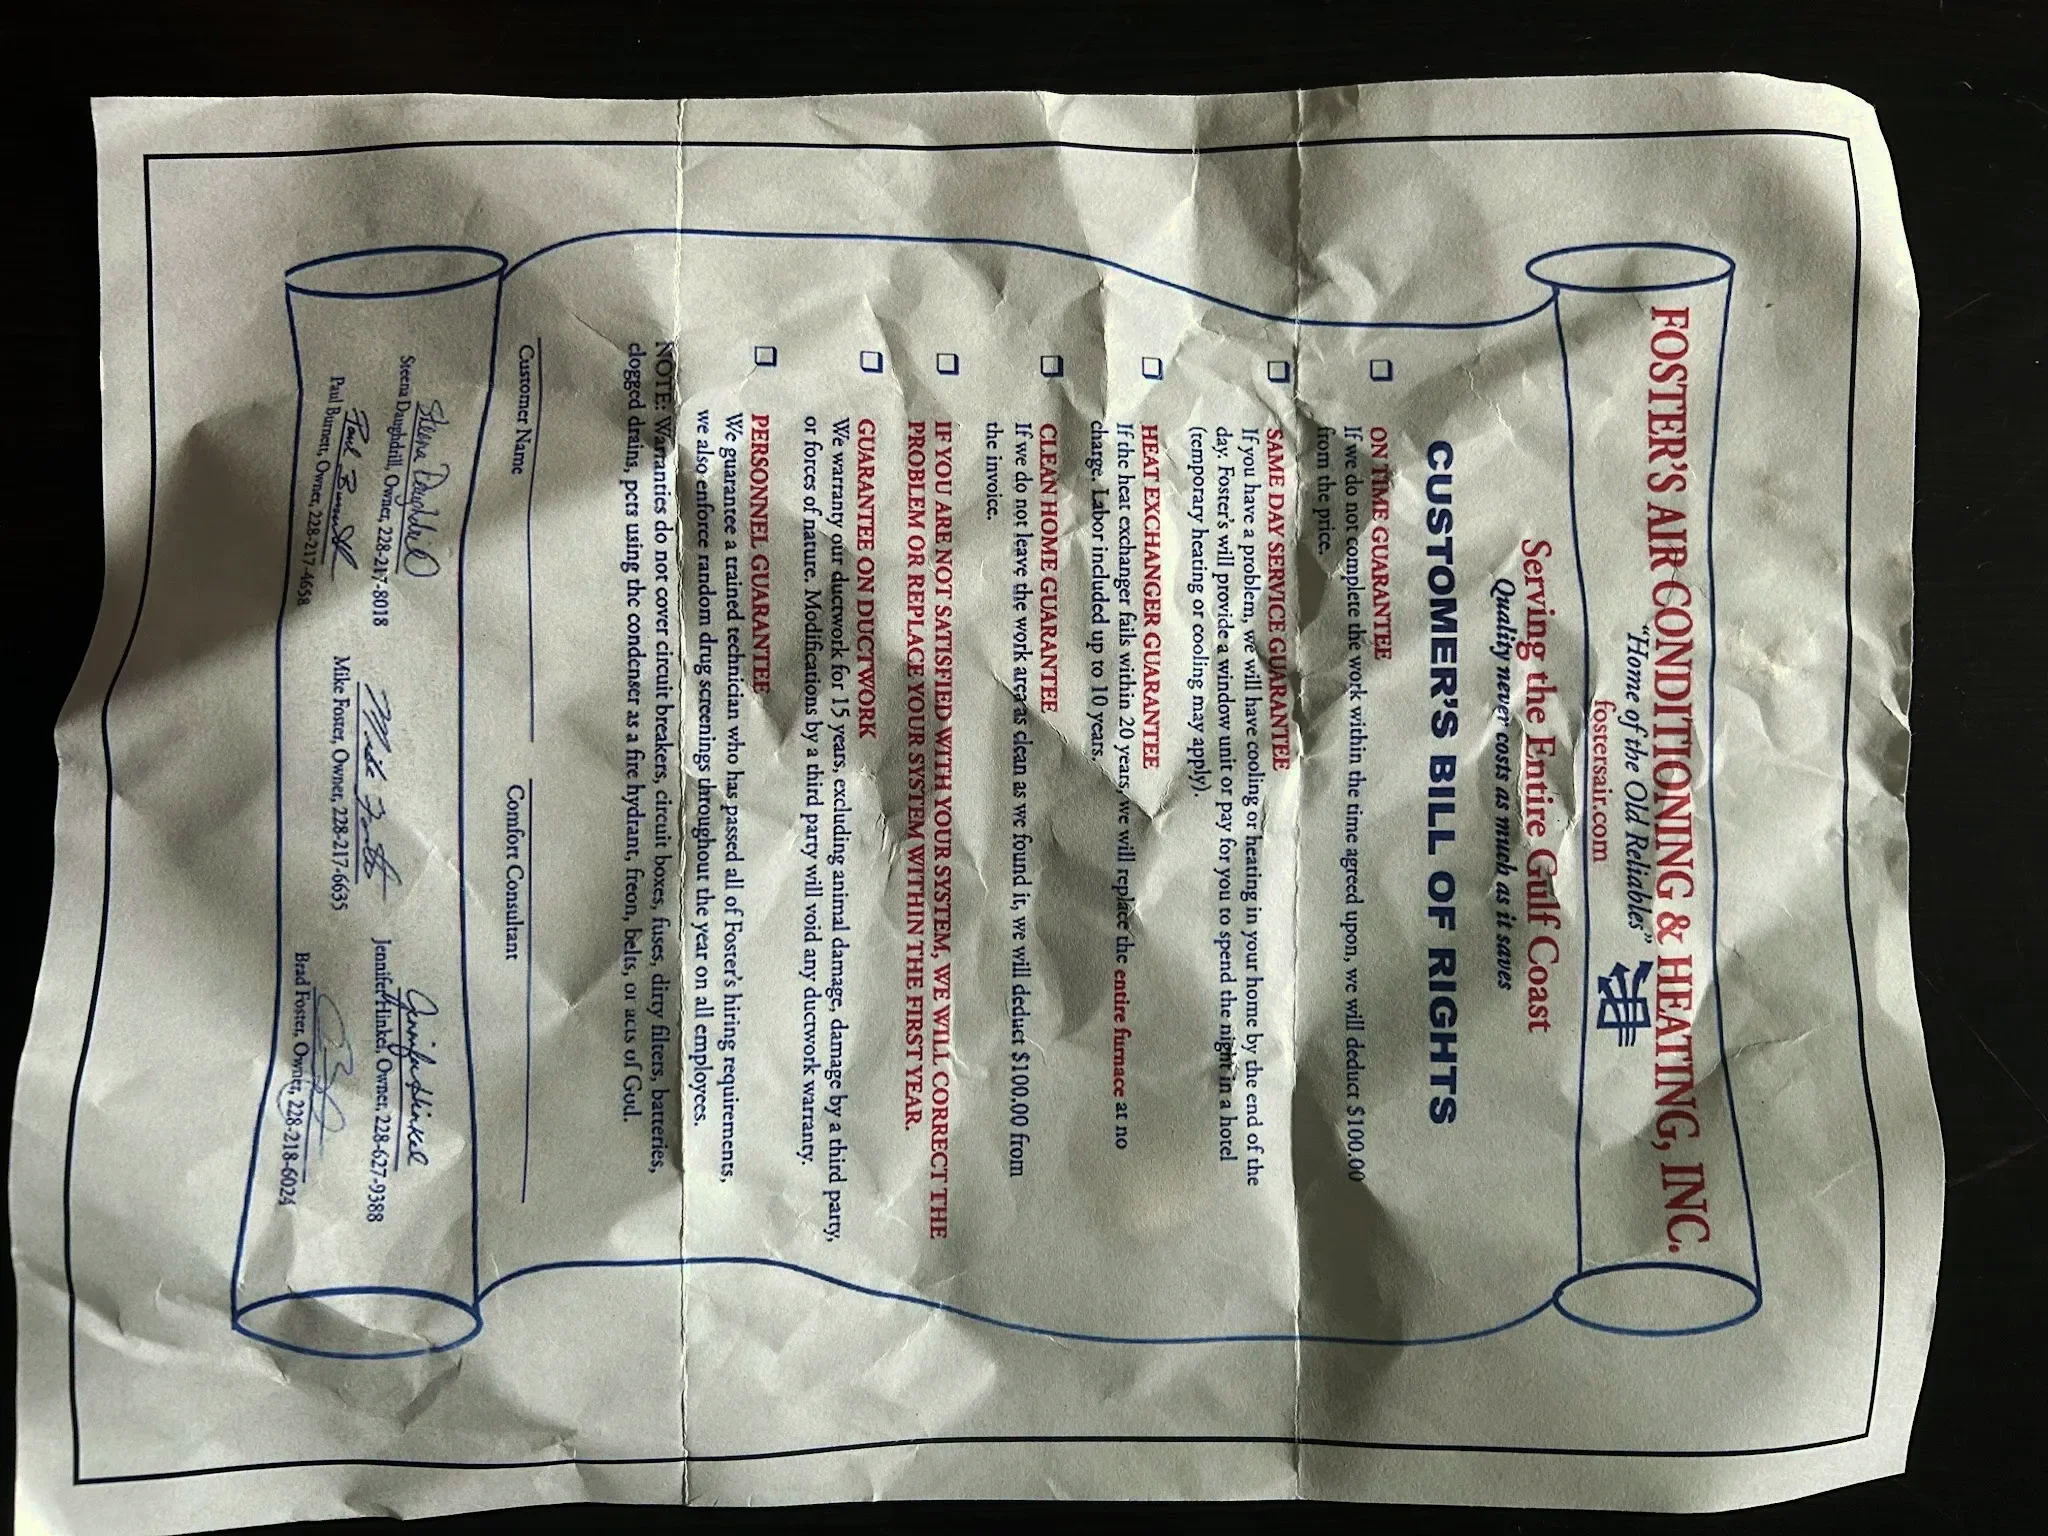 FOSTER'S AIR CONDITIONING & HEATING, INC.
"Home of the Old Reliables"
fostersair.com
Serving the Entire Gulf Coast
Quality never costs as much as it saves
CUSTOMER'S BILL OF RIGHTS
ON TIME GUARANTEE
If we do not complete the work within the time agreed upon, we will deduct $100.00
from the price.
SAME DAY SERVICE GUARANTEE
If you have a problem, we will have cooling or heating in your home by the end of the
day. Foster's will provide a window unit or pay for you to spend the night in a hotel
(temporary heating or cooling may apply).
HEAT EXCHANGER GUARANTEE
If the heat exchanger fails within 20 years, we will replace the entire furnace at no
charge. Labor included up to 10 years.
CLEAN HOME GUARANTEE
If we do not leave the work area as clean as we found it, we will deduct $100.00 from
the invoice.
IF YOU ARE NOT SATISFIED WITH YOUR SYSTEM, WE WILL CORRECT THE
PROBLEM OR REPLACE YOUR SYSTEM WITHIN THE FIRST YEAR.
GUARANTEE ON DUCTWORK
We warranty our ductwork for 15 years, excluding animal damage, damage by a third party,
or forces of nature. Modifications by a third party will void any ductwork warranty.
PERSONNEL GUARANTEE
We guarantee a trained technician who has passed all of Foster's hiring requirements,
we also enforce random drug screenings throughout the year on all employees.
NOTE: Warranties do not cover circuit breakers, circuit boxes, fuses, dirty filters, batteries,
clogged drains, pets using the condenser as a fire hydrant, freon, belts, or acts of God.
Customer Name
Comfort Consultant
Steena Daughdrill
Steena Daughdrill, Owner, 228-217-8018
Paul Burnett
Paul Burnett, Owner, 228-217-4658
Mike Foster
Mike Foster, Owner, 228-217-6635
Jennifer Hinkel
Jennifer Hinkel, Owner, 228-627-9388
Brad Foster, Owner, 228-218-6024